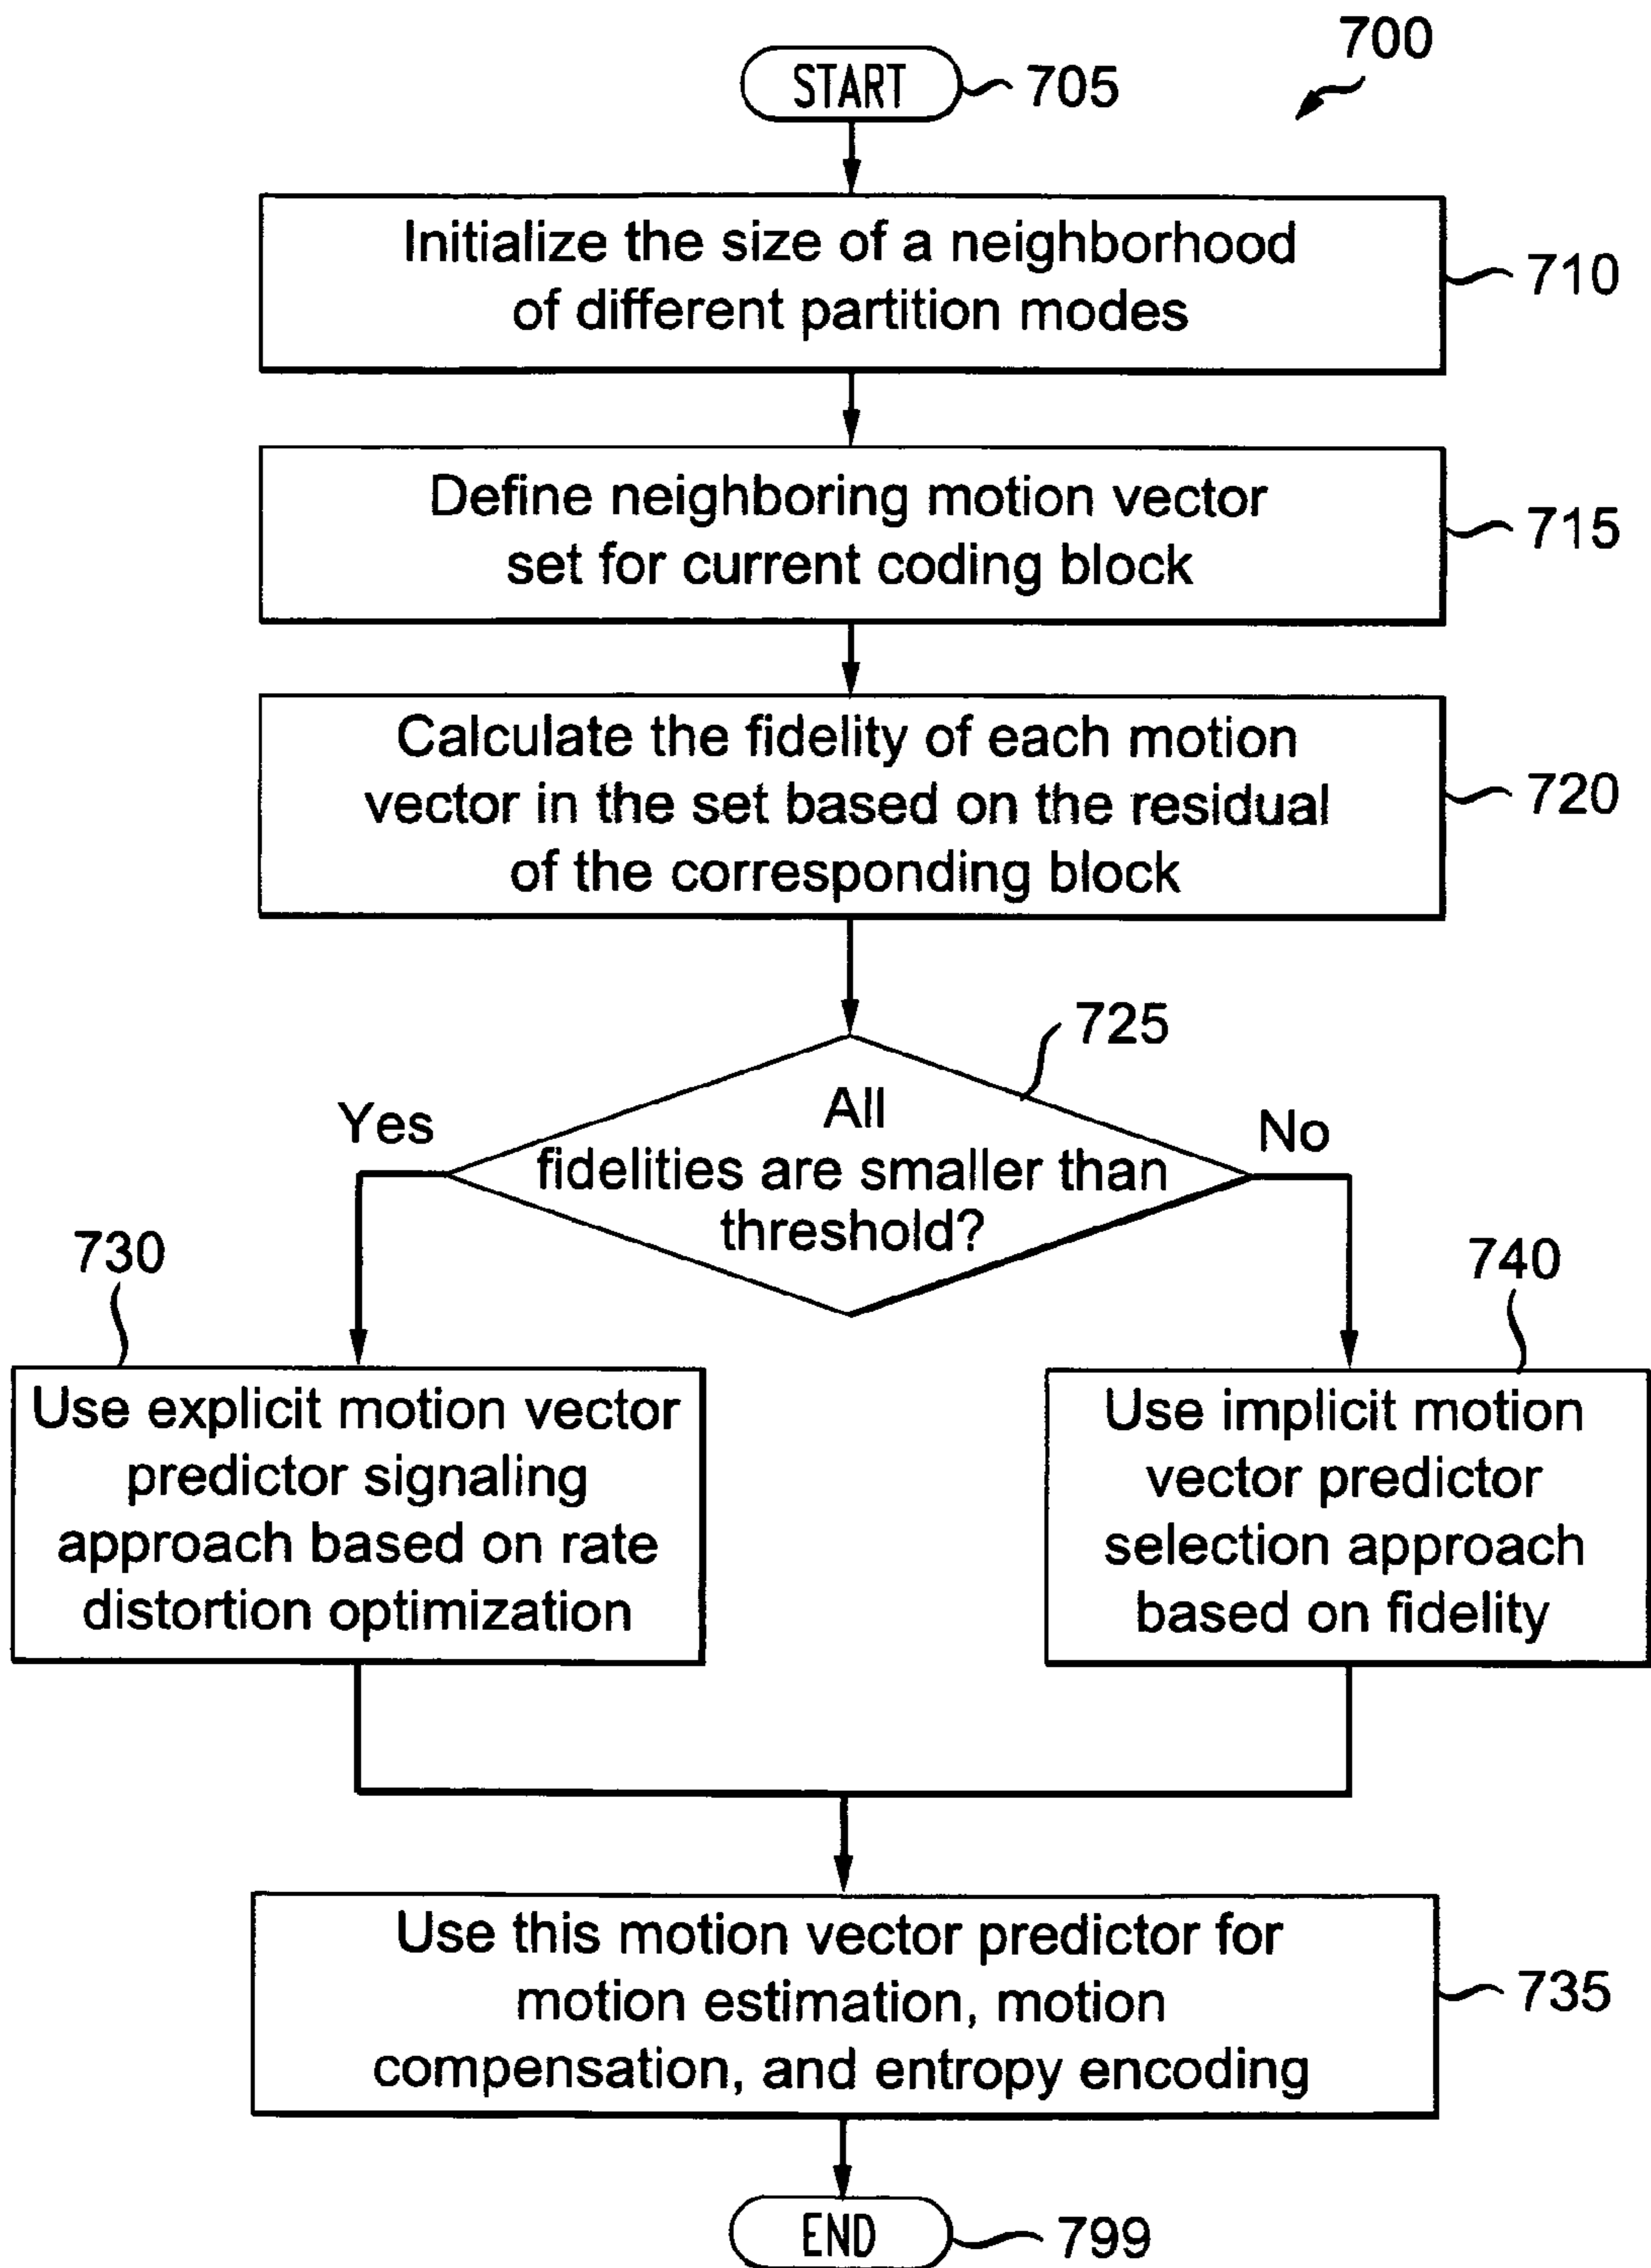 700
START
705
Initialize the size of a neighborhood
of different partition modes
710
Define neighboring motion vector
set for current coding block
715
Calculate the fidelity of each motion
vector in the set based on the residual
of the corresponding block
720
725
All
fidelities are smaller than
threshold?
Yes
No
730
Use explicit motion vector
predictor signaling
approach based on rate
distortion optimization
740
Use implicit motion
vector predictor
selection approach
based on fidelity
Use this motion vector predictor for
motion estimation, motion
compensation, and entropy encoding
735
END
799